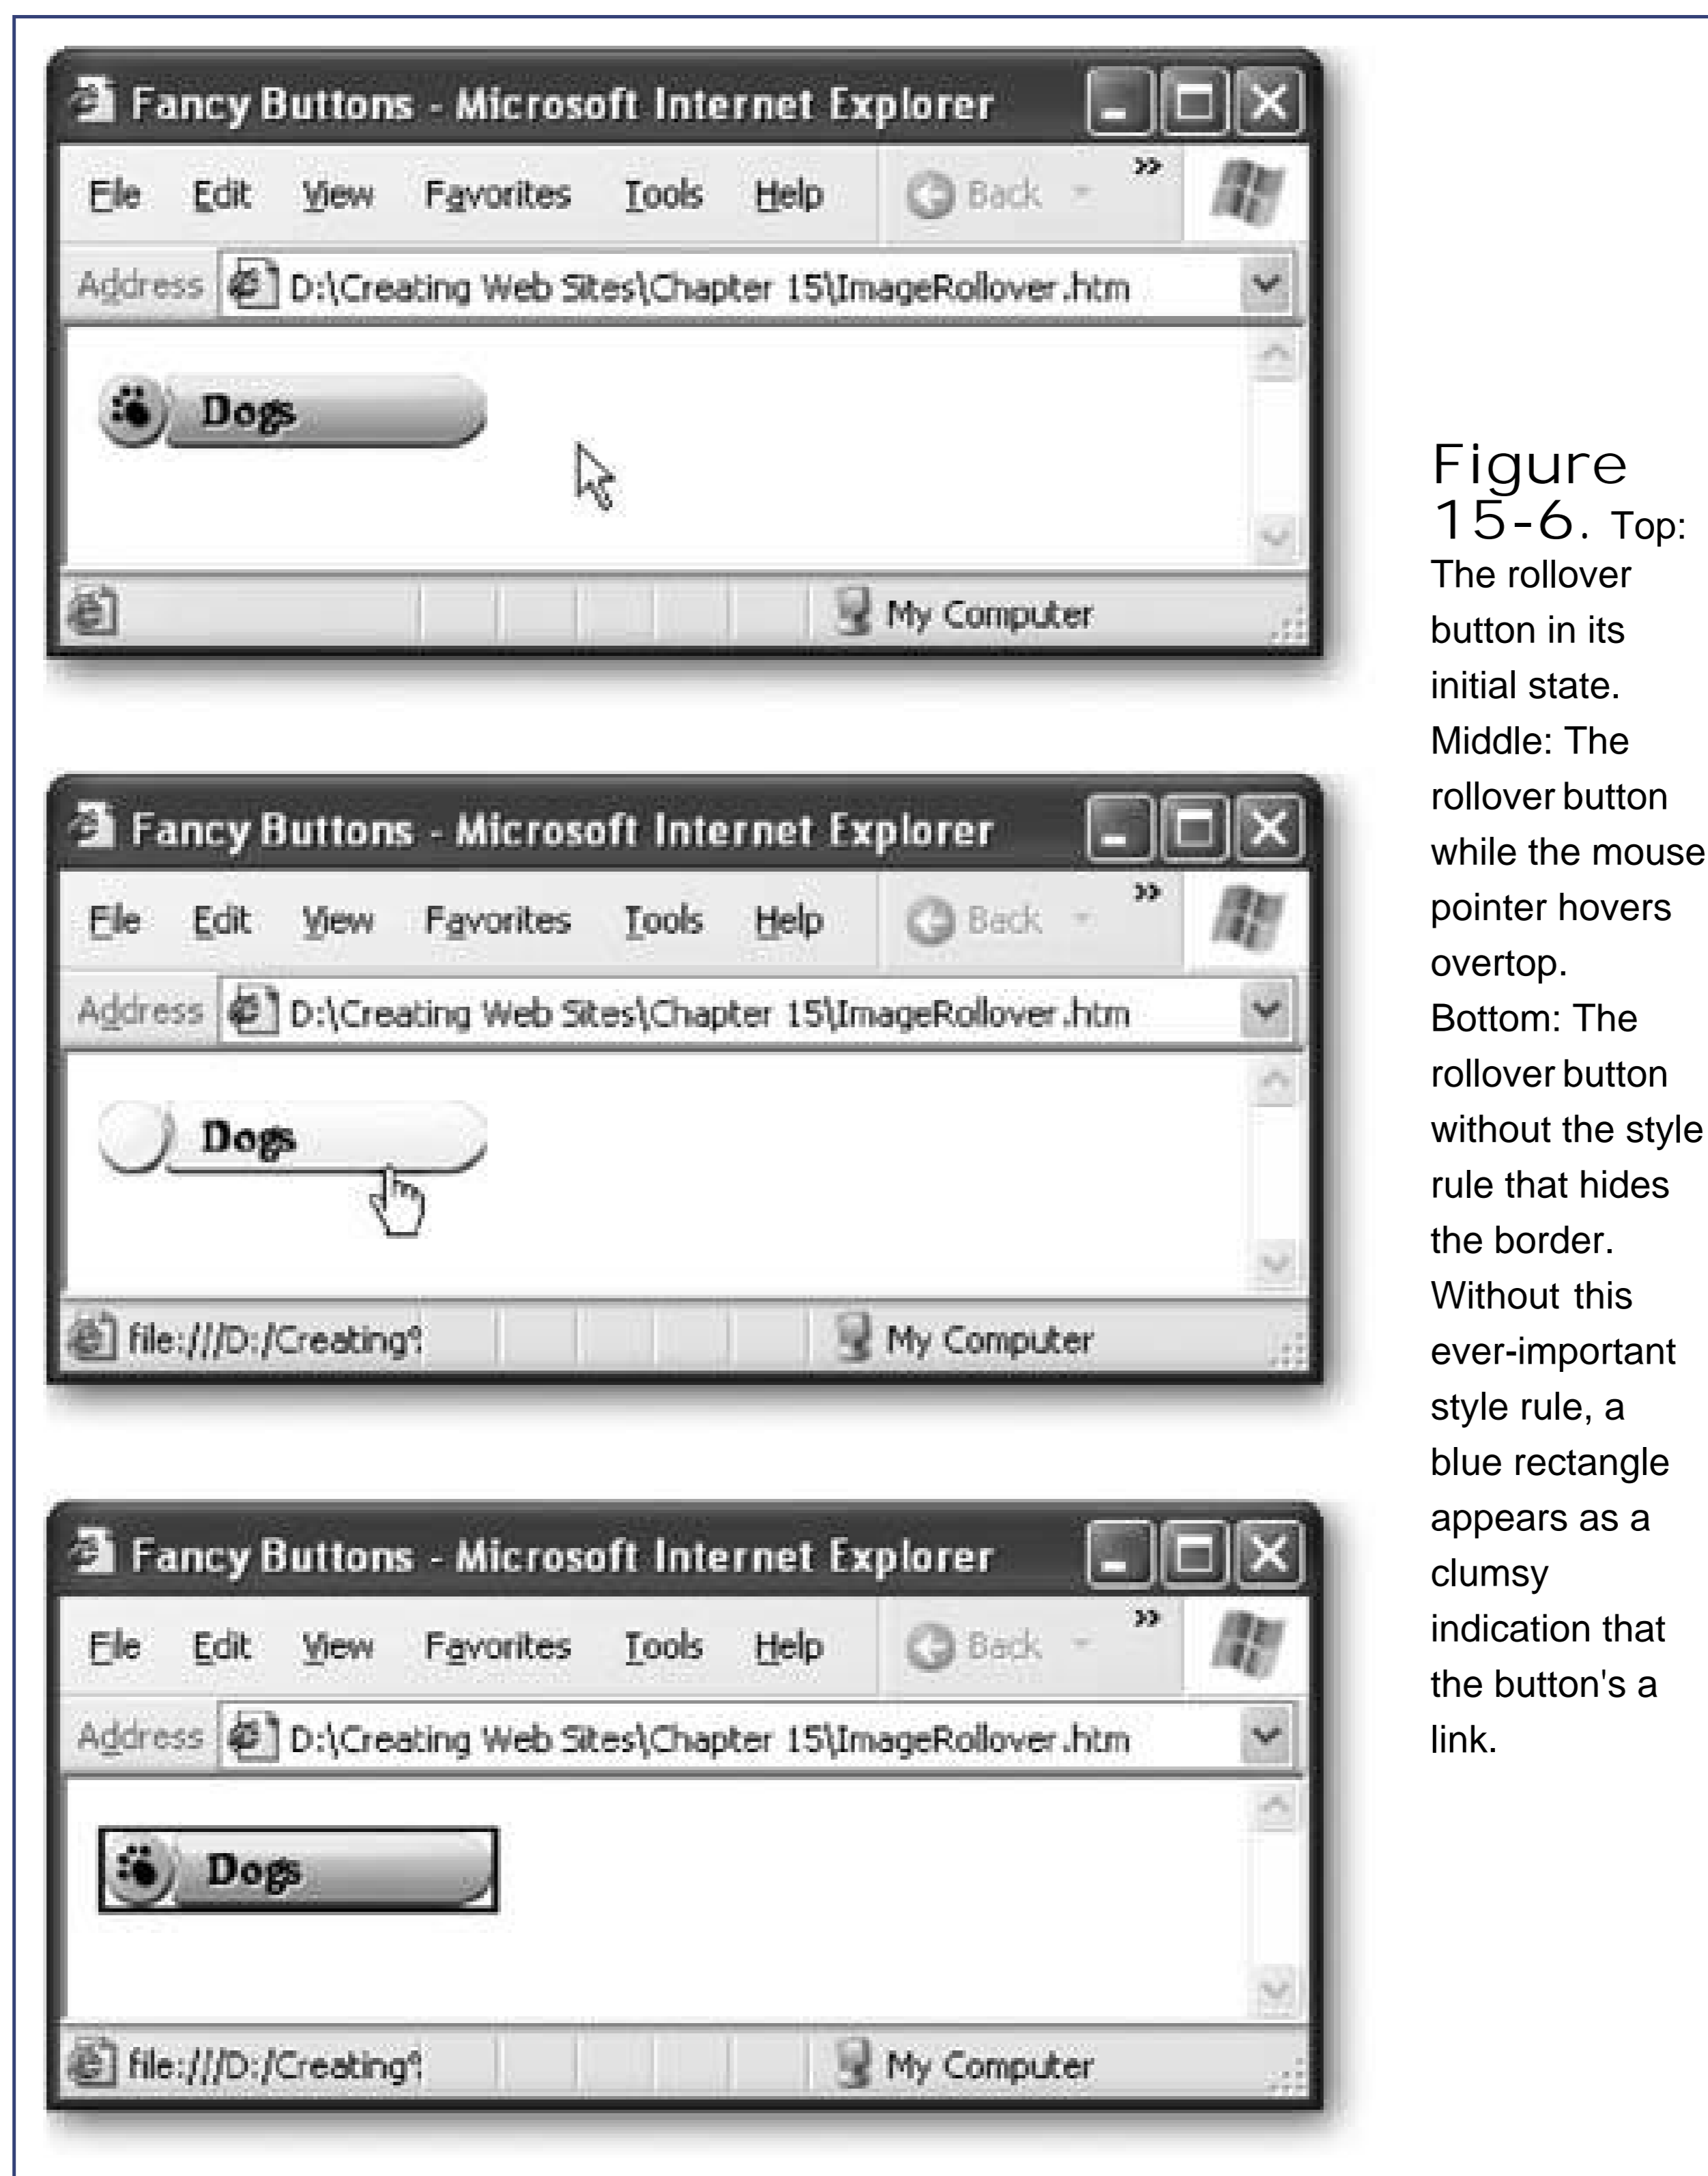 Fancy Buttons - Microsoft Internet Explorer
File Edit View Favorites Tools Help Back »
Address D:\Creating Web Sites\Chapter 15\ImageRollover.htm
Dogs
My Computer
Fancy Buttons - Microsoft Internet Explorer
File Edit View Favorites Tools Help Back »
Address D:\Creating Web Sites\Chapter 15\ImageRollover.htm
Dogs
file:///D:/Creating% My Computer
Fancy Buttons - Microsoft Internet Explorer
File Edit View Favorites Tools Help Back »
Address D:\Creating Web Sites\Chapter 15\ImageRollover.htm
Dogs
file:///D:/Creating% My Computer
Figure
15-6. Top:
The rollover
button in its
initial state.
Middle: The
rollover button
while the mouse
pointer hovers
overtop.
Bottom: The
rollover button
without the style
rule that hides
the border.
Without this
ever-important
style rule, a
blue rectangle
appears as a
clumsy
indication that
the button's a
link.